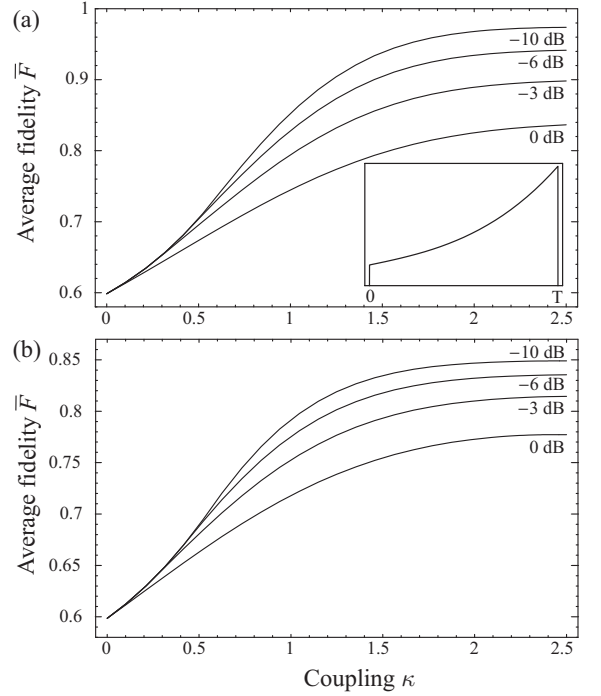 (a)
1
0.9
0.8
0.7
0.6
Average fidelity F̅
−10 dB
−6 dB
−3 dB
0 dB
0 T
0 0.5 1 1.5 2 2.5
(b)
0.85
0.8
0.75
0.7
0.65
0.6
Average fidelity F̅
−10 dB
−6 dB
−3 dB
0 dB
0 0.5 1 1.5 2 2.5
Coupling κ